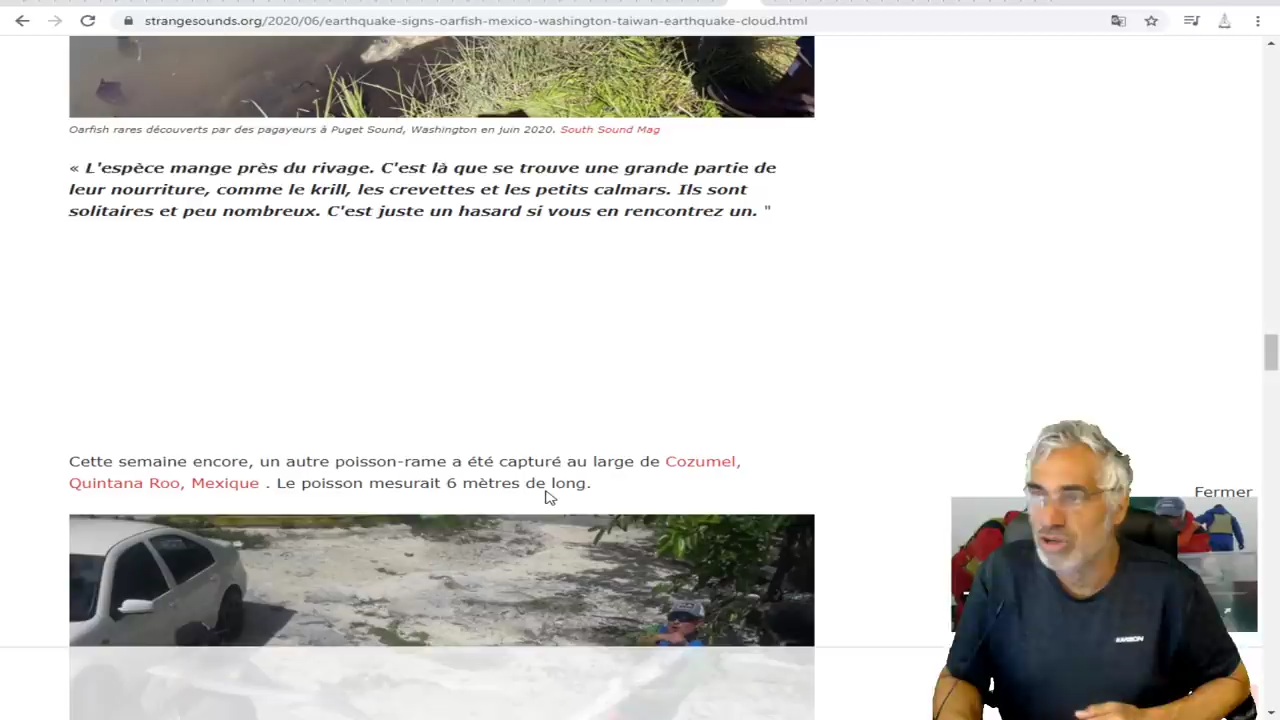 strangesounds.org/2020/06/earthquake-signs-oarfish-mexico-washington-taiwan-earthquake-cloud.html
Oarfish rares découverts par des pagayeurs à Puget Sound, Washington en juin 2020. South Sound Mag
« L'espèce mange près du rivage. C'est là que se trouve une grande partie de
leur nourriture, comme le krill, les crevettes et les petits calmars. Ils sont
solitaires et peu nombreux. C'est juste un hasard si vous en rencontrez un. "
Cette semaine encore, un autre poisson-rame a été capturé au large de Cozumel,
Quintana Roo, Mexique . Le poisson mesurait 6 mètres de long.
Fermer